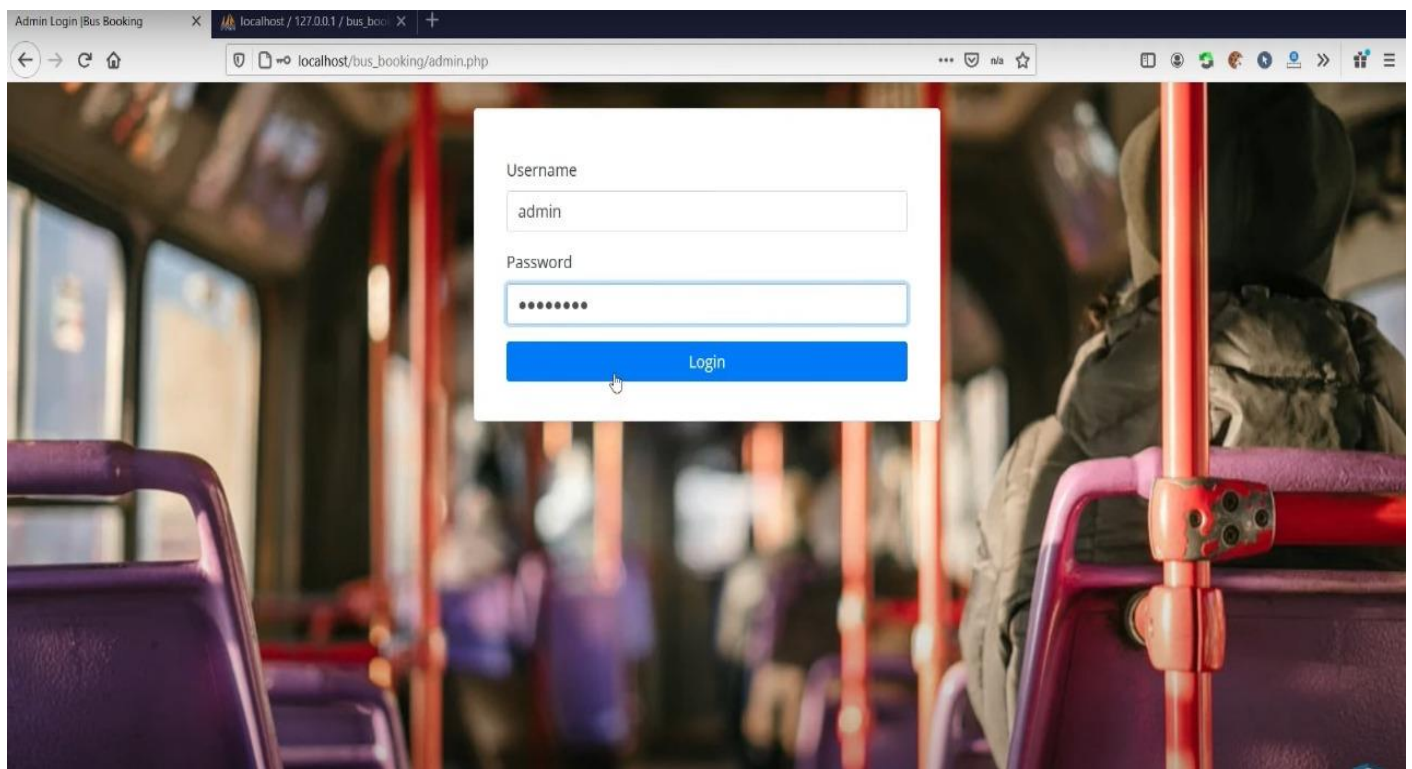 Admin Login |Bus Booking
localhost / 127.0.0.1 / bus_boo
localhost/bus_booking/admin.php
n/a
Username
admin
Password
Login